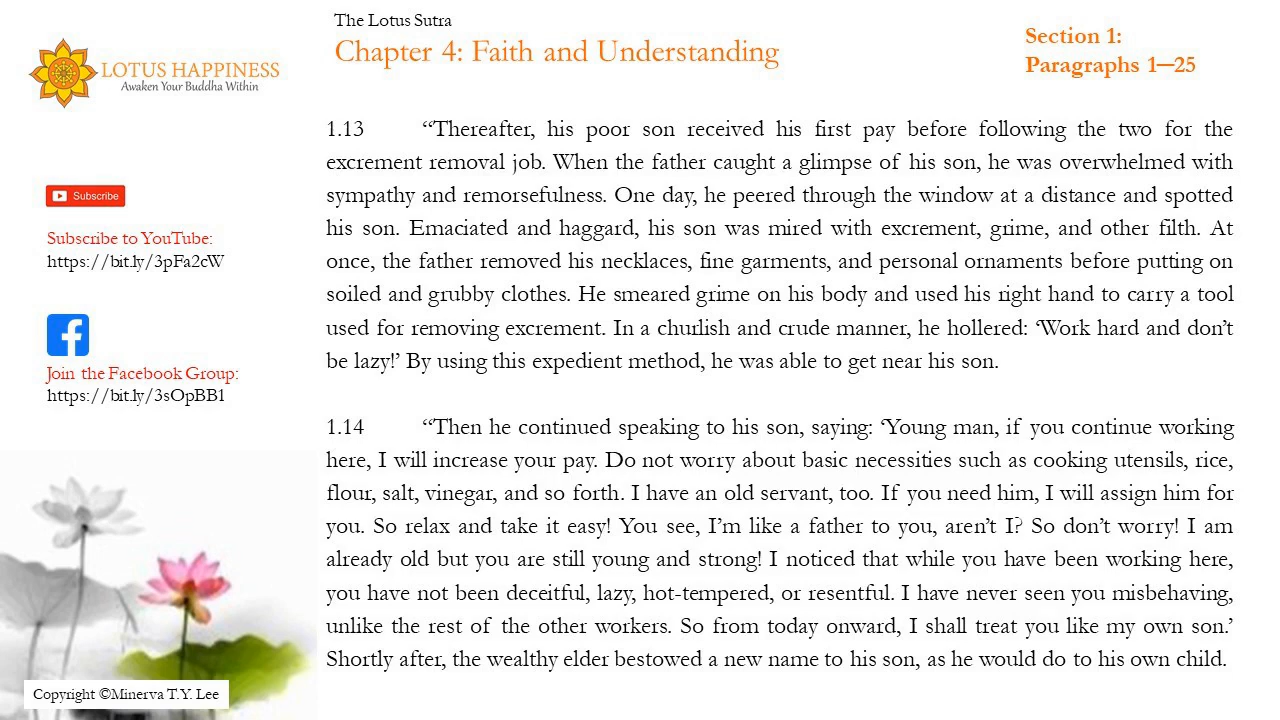 The Lotus Sutra
Chapter 4: Faith and Understanding
Section 1:
Paragraphs 1—25
LOTUS HAPPINESS
Awaken Your Buddha Within
Subscribe
Subscribe to YouTube:
https://bit.ly/3pFa2cW
Join the Facebook Group:
https://bit.ly/3sOpBB1
1.13 “Thereafter, his poor son received his first pay before following the two for the
excrement removal job. When the father caught a glimpse of his son, he was overwhelmed with
sympathy and remorsefulness. One day, he peered through the window at a distance and spotted
his son. Emaciated and haggard, his son was mired with excrement, grime, and other filth. At
once, the father removed his necklaces, fine garments, and personal ornaments before putting on
soiled and grubby clothes. He smeared grime on his body and used his right hand to carry a tool
used for removing excrement. In a churlish and crude manner, he hollered: ‘Work hard and don’t
be lazy!’ By using this expedient method, he was able to get near his son.
1.14 “Then he continued speaking to his son, saying: ‘Young man, if you continue working
here, I will increase your pay. Do not worry about basic necessities such as cooking utensils, rice,
flour, salt, vinegar, and so forth. I have an old servant, too. If you need him, I will assign him for
you. So relax and take it easy! You see, I’m like a father to you, aren’t I? So don’t worry! I am
already old but you are still young and strong! I noticed that while you have been working here,
you have not been deceitful, lazy, hot-tempered, or resentful. I have never seen you misbehaving,
unlike the rest of the other workers. So from today onward, I shall treat you like my own son.’
Shortly after, the wealthy elder bestowed a new name to his son, as he would do to his own child.
Copyright ©Minerva T.Y. Lee